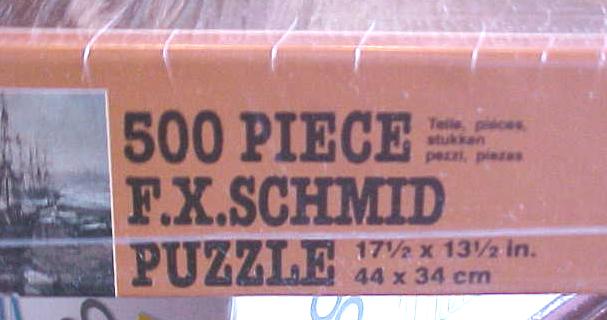 500 PIECE
Teile, pieces,
stukken
pezzi, piezas
F.X.SCHMID
PUZZLE
17½ x 13½ in.
44 x 34 cm